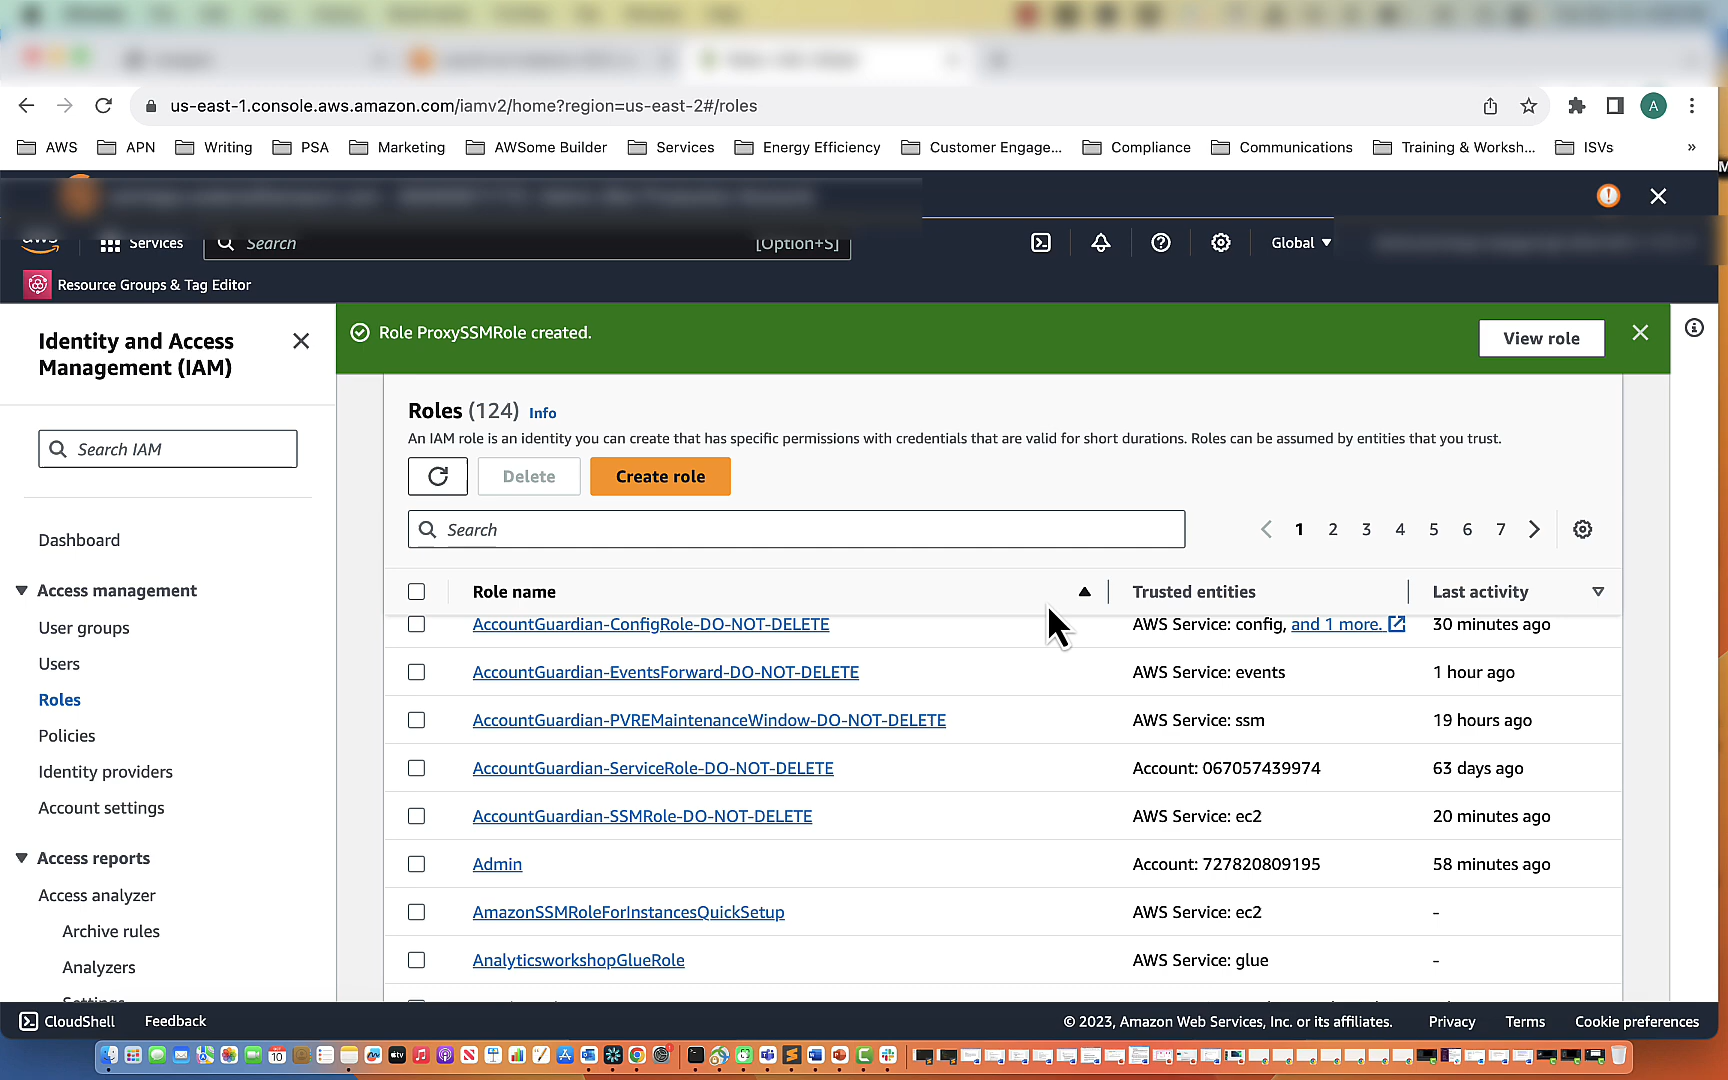 us-east-1.console.aws.amazon.com/iamv2/home?region=us-east-2#/roles
A
AWS
APN
Writing
PSA
Marketing
AWSome Builder
Services
Energy Efficiency
Customer Engage...
Compliance
Communications
Training & Worksh...
ISVs
»
aws
Services
Search
[Option+S]
Global
Resource Groups & Tag Editor
Identity and Access
Management (IAM)
Search IAM
Dashboard
Access management
User groups
Users
Roles
Policies
Identity providers
Account settings
Access reports
Access analyzer
Archive rules
Analyzers
Settings
Role ProxySSMRole created.
View role
Roles (124) Info
An IAM role is an identity you can create that has specific permissions with credentials that are valid for short durations. Roles can be assumed by entities that you trust.
Delete
Create role
Search
1 2 3 4 5 6 7
Role name
Trusted entities
Last activity
AccountGuardian-ConfigRole-DO-NOT-DELETE
AWS Service: config, and 1 more.
30 minutes ago
AccountGuardian-EventsForward-DO-NOT-DELETE
AWS Service: events
1 hour ago
AccountGuardian-PVREMaintenanceWindow-DO-NOT-DELETE
AWS Service: ssm
19 hours ago
AccountGuardian-ServiceRole-DO-NOT-DELETE
Account: 067057439974
63 days ago
AccountGuardian-SSMRole-DO-NOT-DELETE
AWS Service: ec2
20 minutes ago
Admin
Account: 727820809195
58 minutes ago
AmazonSSMRoleForInstancesQuickSetup
AWS Service: ec2
-
AnalyticsworkshopGlueRole
AWS Service: glue
-
CloudShell
Feedback
© 2023, Amazon Web Services, Inc. or its affiliates.
Privacy
Terms
Cookie preferences
10